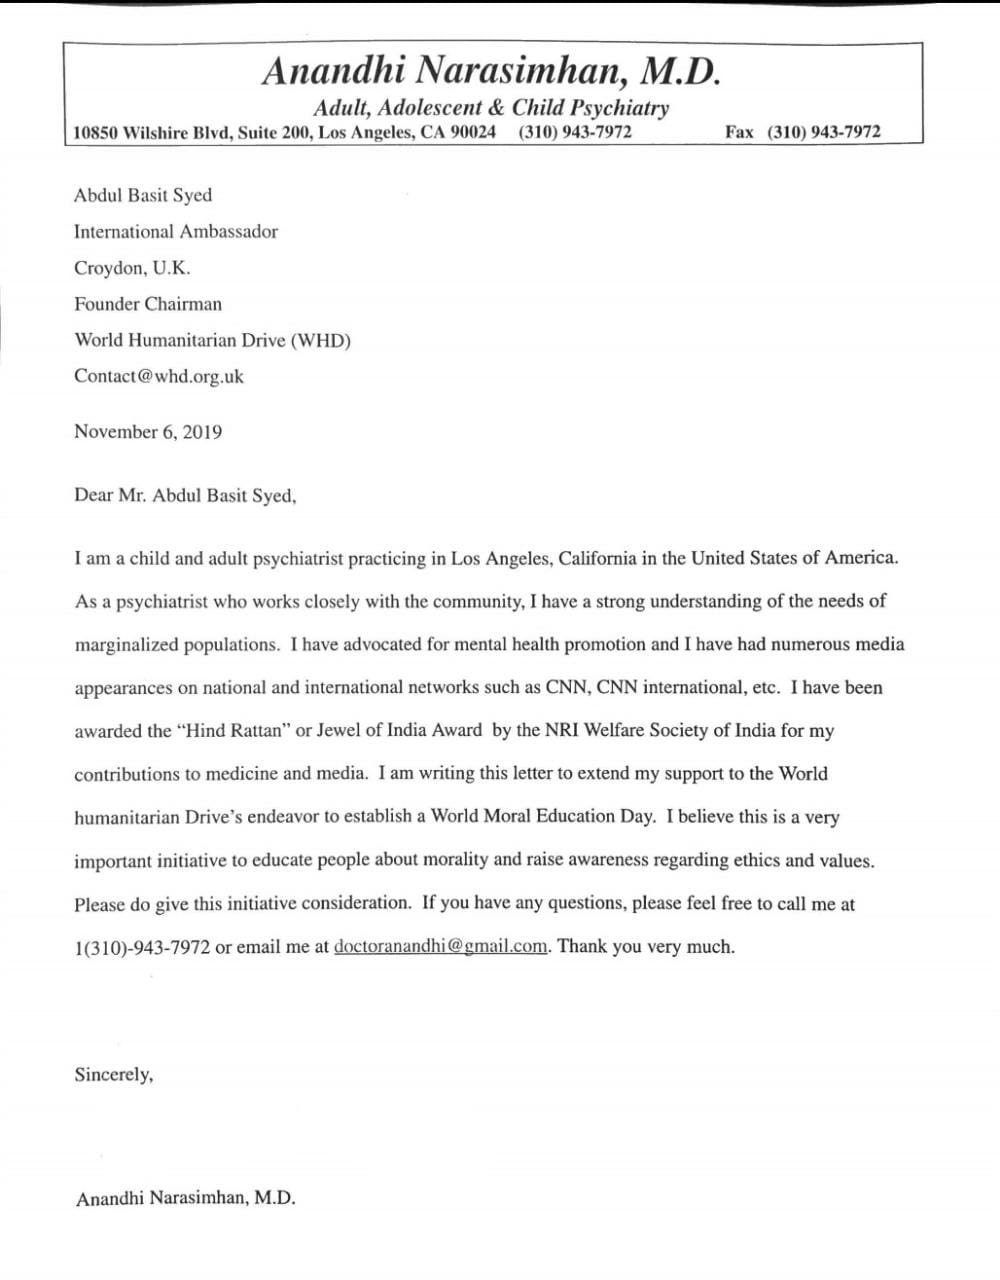 Anandhi Narasimhan, M.D.
Adult, Adolescent & Child Psychiatry
10850 Wilshire Blvd, Suite 200, Los Angeles, CA 90024 (310) 943-7972 Fax (310) 943-7972
Abdul Basit Syed
International Ambassador
Croydon, U.K.
Founder Chairman
World Humanitarian Drive (WHD)
Contact@whd.org.uk
November 6, 2019
Dear Mr. Abdul Basit Syed,
I am a child and adult psychiatrist practicing in Los Angeles, California in the United States of America.
As a psychiatrist who works closely with the community, I have a strong understanding of the needs of
marginalized populations. I have advocated for mental health promotion and I have had numerous media
appearances on national and international networks such as CNN, CNN international, etc. I have been
awarded the “Hind Rattan” or Jewel of India Award by the NRI Welfare Society of India for my
contributions to medicine and media. I am writing this letter to extend my support to the World
humanitarian Drive’s endeavor to establish a World Moral Education Day. I believe this is a very
important initiative to educate people about morality and raise awareness regarding ethics and values.
Please do give this initiative consideration. If you have any questions, please feel free to call me at
1(310)-943-7972 or email me at doctoranandhi@gmail.com. Thank you very much.
Sincerely,
Anandhi Narasimhan, M.D.